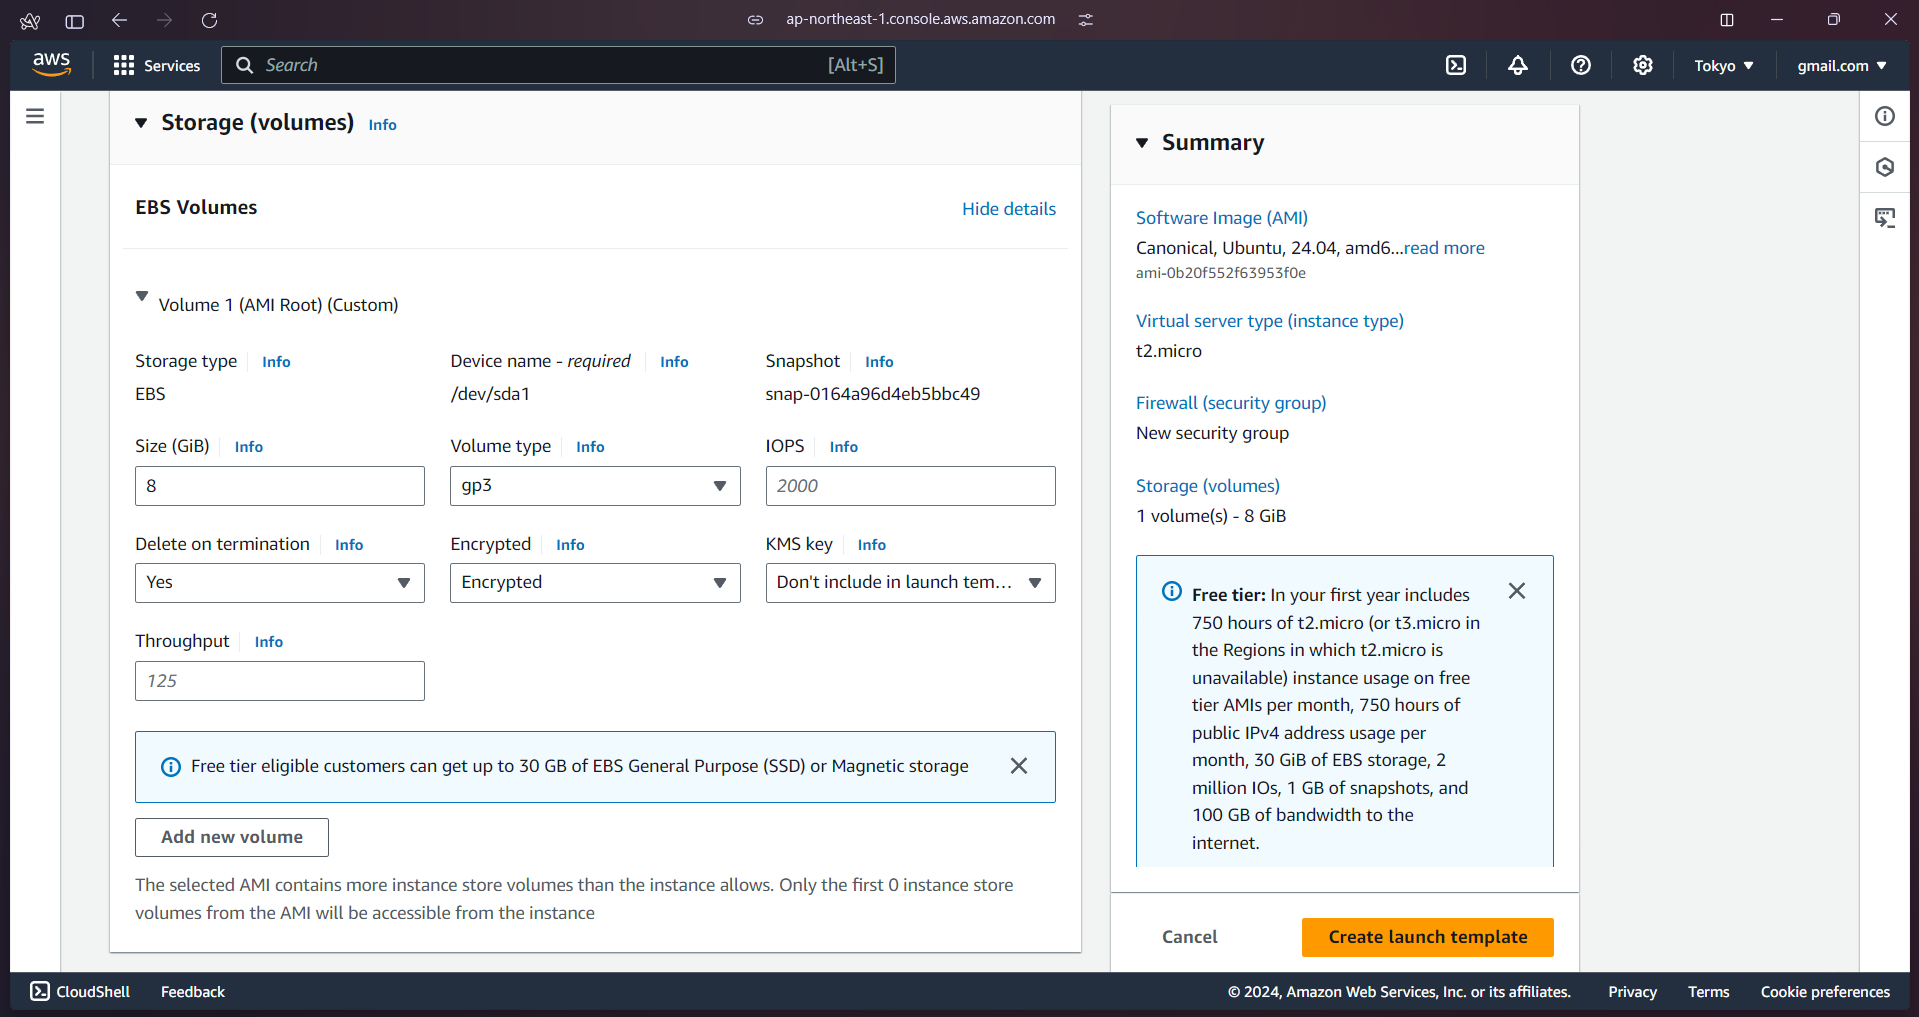 ap-northeast-1.console.aws.amazon.com
aws
Services
Search
[Alt+S]
Tokyo
gmail.com
Storage (volumes)
Info
EBS Volumes
Hide details
Volume 1 (AMI Root) (Custom)
Storage type
Info
Device name - required
Info
Snapshot
Info
EBS
/dev/sda1
snap-0164a96d4eb5bbc49
Size (GiB)
Info
Volume type
Info
IOPS
Info
8
gp3
2000
Delete on termination
Info
Encrypted
Info
KMS key
Info
Yes
Encrypted
Don't include in launch tem...
Throughput
Info
125
Free tier eligible customers can get up to 30 GB of EBS General Purpose (SSD) or Magnetic storage
Add new volume
The selected AMI contains more instance store volumes than the instance allows. Only the first 0 instance store
volumes from the AMI will be accessible from the instance
Summary
Software Image (AMI)
Canonical, Ubuntu, 24.04, amd6...read more
ami-0b20f552f63953f0e
Virtual server type (instance type)
t2.micro
Firewall (security group)
New security group
Storage (volumes)
1 volume(s) - 8 GiB
Free tier: In your first year includes
750 hours of t2.micro (or t3.micro in
the Regions in which t2.micro is
unavailable) instance usage on free
tier AMIs per month, 750 hours of
public IPv4 address usage per
month, 30 GiB of EBS storage, 2
million IOs, 1 GB of snapshots, and
100 GB of bandwidth to the
internet.
Cancel
Create launch template
CloudShell
Feedback
© 2024, Amazon Web Services, Inc. or its affiliates.
Privacy
Terms
Cookie preferences